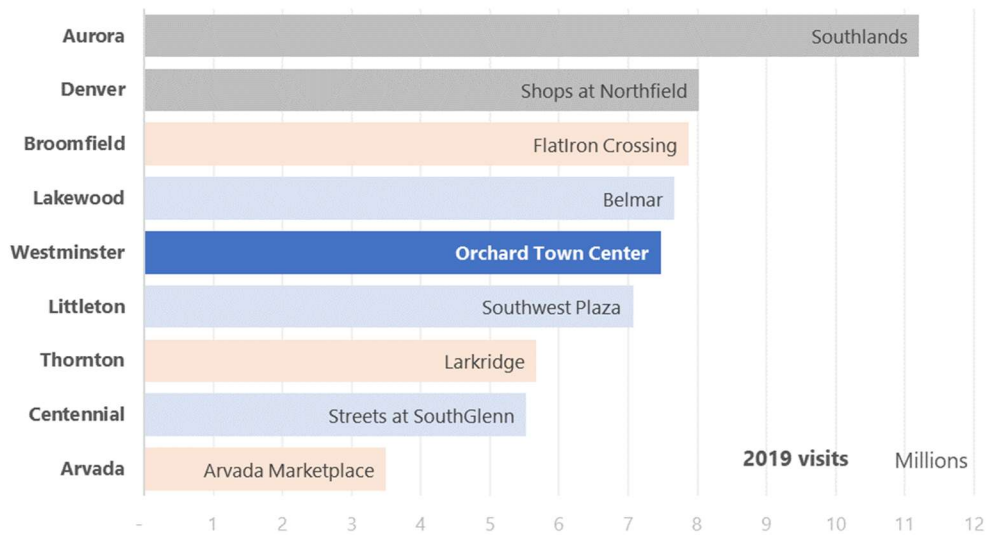 Aurora Southlands
Denver Shops at Northfield
Broomfield FlatIron Crossing
Lakewood Belmar
Westminster Orchard Town Center
Littleton Southwest Plaza
Thornton Larkridge
Centennial Streets at SouthGlenn
Arvada Arvada Marketplace
2019 visits Millions
- 1 2 3 4 5 6 7 8 9 10 11 12